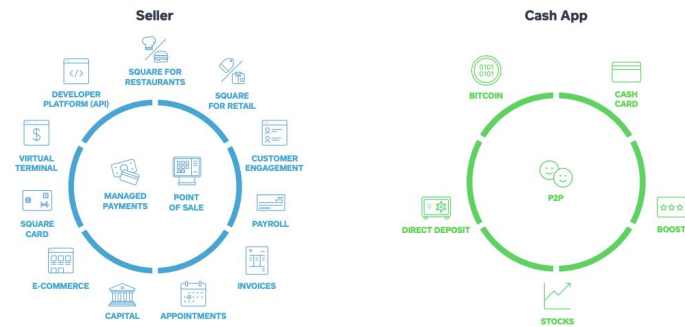 Seller
SQUARE FOR
RESTAURANTS
DEVELOPER
PLATFORM (API)
SQUARE
FOR RETAIL
VIRTUAL
TERMINAL
CUSTOMER
ENGAGEMENT
$
MANAGED
PAYMENTS
POINT
OF SALE
SQUARE
CARD
PAYROLL
E-COMMERCE
INVOICES
CAPITAL
APPOINTMENTS
Cash App
0101
0101
BITCOIN
CASH
CARD
P2P
DIRECT DEPOSIT
BOOST
STOCKS